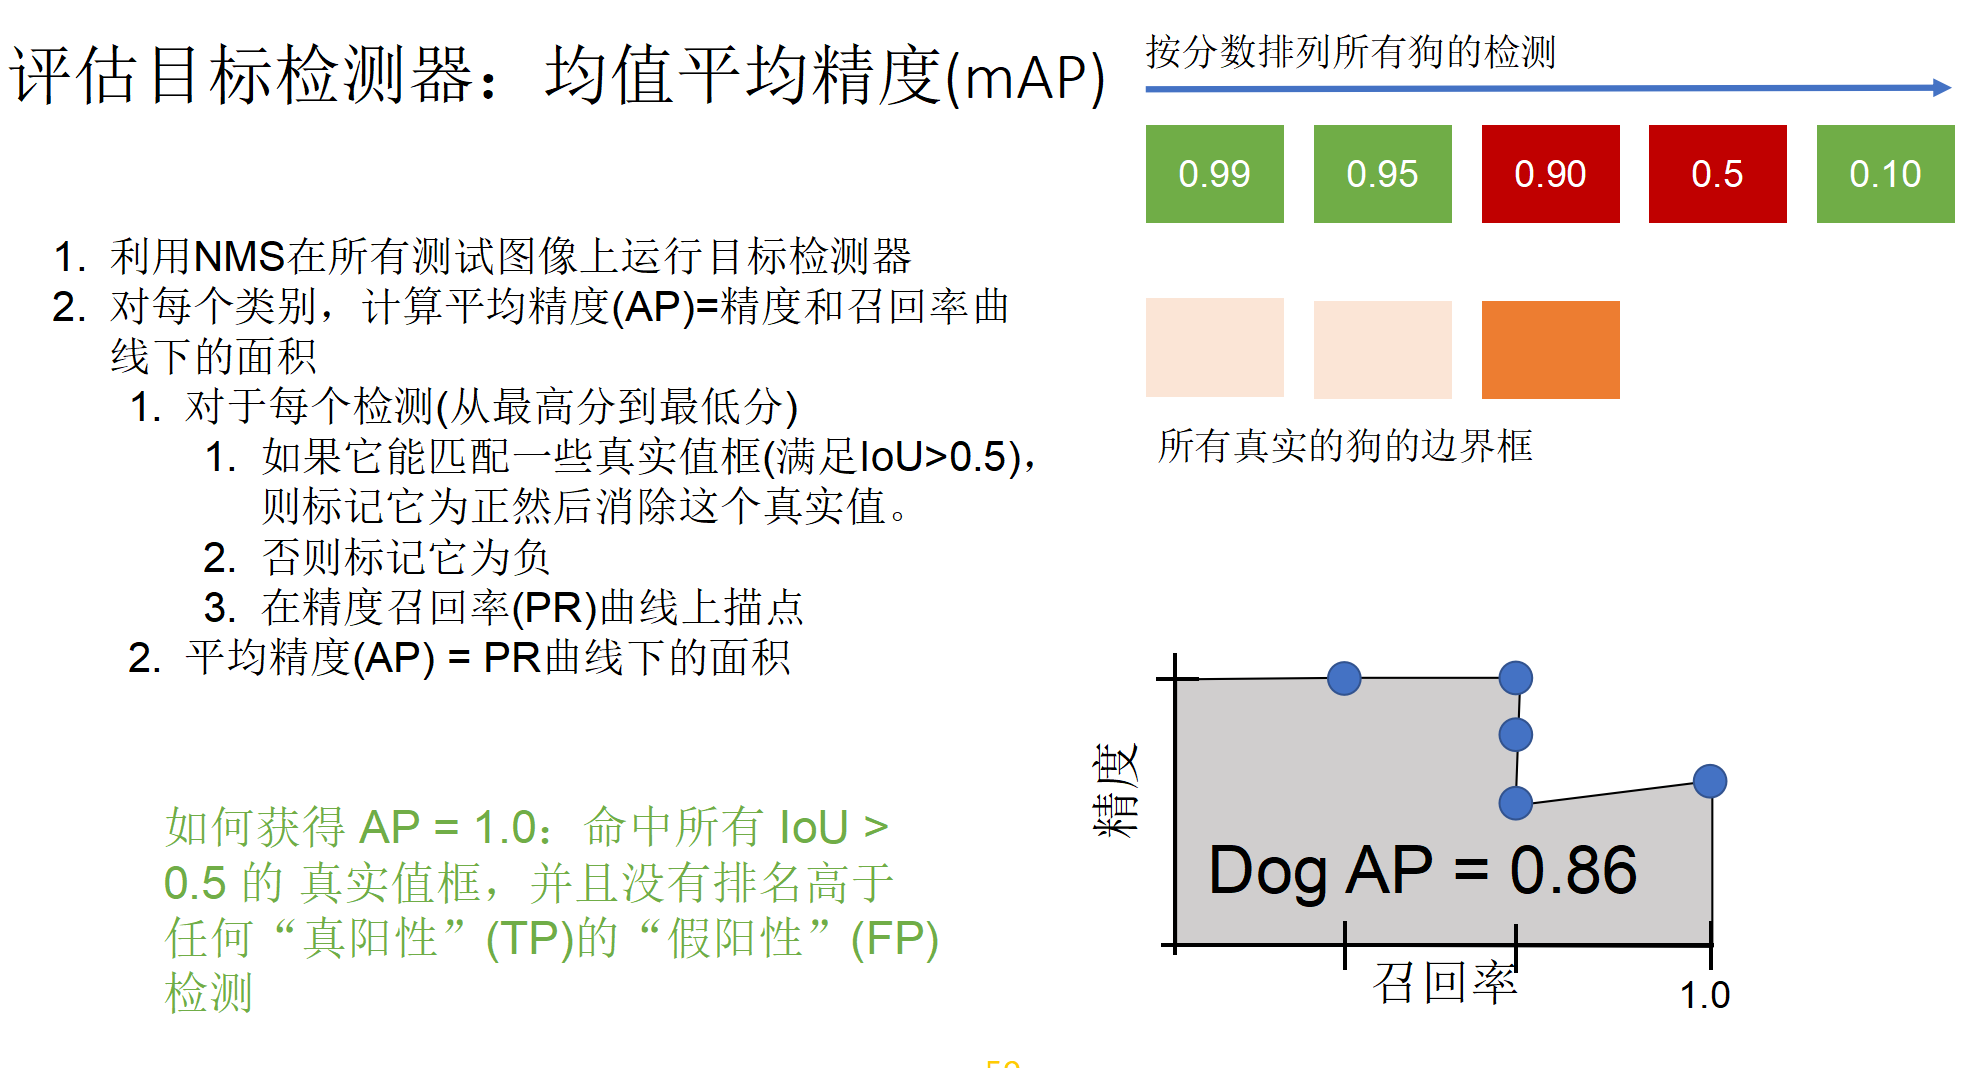 评估目标检测器：均值平均精度(mAP)
按分数排列所有狗的检测
0.99 0.95 0.90 0.5 0.10
1. 利用NMS在所有测试图像上运行目标检测器
2. 对每个类别，计算平均精度(AP)=精度和召回率曲
线下的面积
1. 对于每个检测(从最高分到最低分)
1. 如果它能匹配一些真实值框(满足IoU>0.5)，
则标记它为正然后消除这个真实值。
2. 否则标记它为负
3. 在精度召回率(PR)曲线上描点
2. 平均精度(AP) = PR曲线下的面积
所有真实的狗的边界框
如何获得 AP = 1.0：命中所有 IoU >
0.5 的 真实值框，并且没有排名高于
任何“真阳性”(TP)的“假阳性”(FP)
检测
精度
Dog AP = 0.86
召回率
1.0